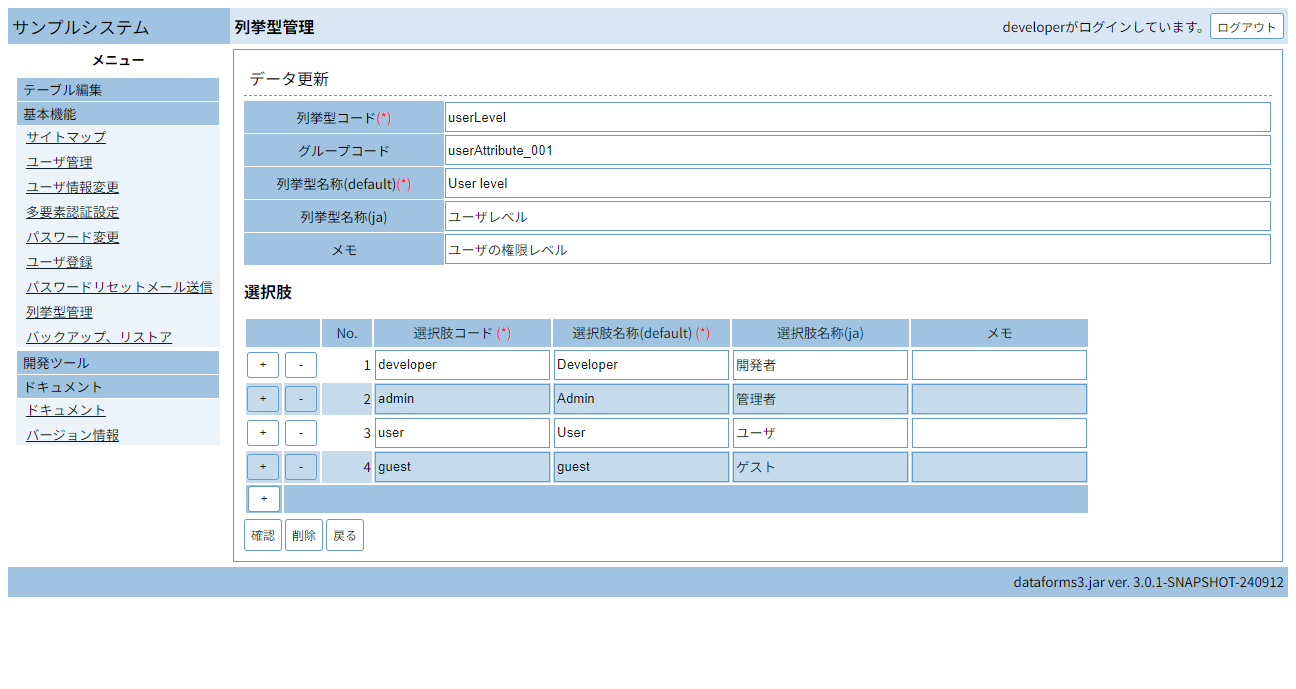 サンプルシステム
列挙型管理
developerがログインしています。 ログアウト
メニュー
テーブル編集
基本機能
サイトマップ
ユーザ管理
ユーザ情報変更
多要素認証設定
パスワード変更
ユーザ登録
パスワードリセットメール送信
列挙型管理
バックアップ、リストア
開発ツール
ドキュメント
ドキュメント
バージョン情報
データ更新
列挙型コード(*) userLevel
グループコード userAttribute_001
列挙型名称(default)(*) User level
列挙型名称(ja) ユーザレベル
メモ ユーザの権限レベル
選択肢
No. 選択肢コード (*) 選択肢名称(default) (*) 選択肢名称(ja) メモ
+ - 1 developer Developer 開発者
+ - 2 admin Admin 管理者
+ - 3 user User ユーザ
+ - 4 guest guest ゲスト
+
確認 削除 戻る
dataforms3.jar ver. 3.0.1-SNAPSHOT-240912